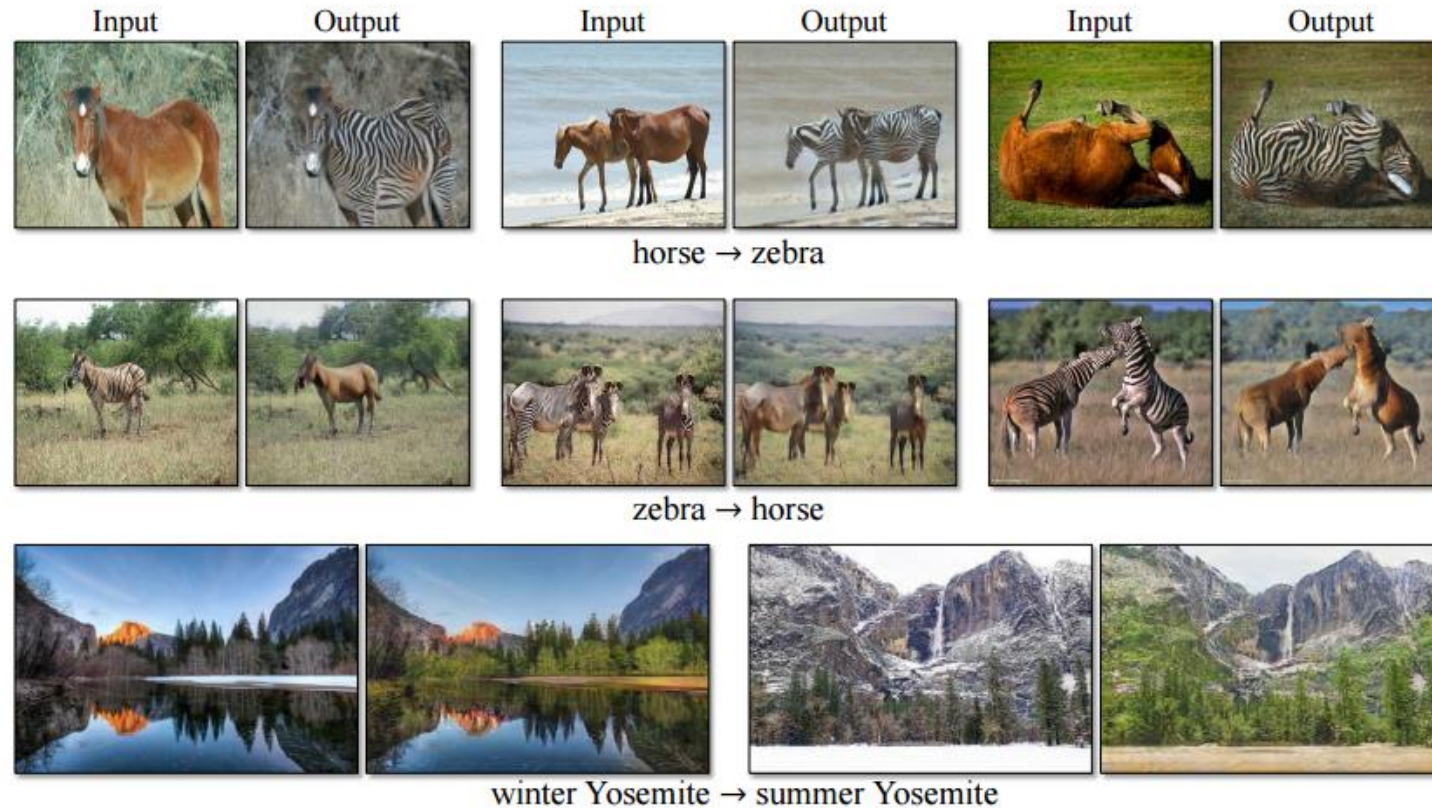 Input Output Input Output Input Output
horse → zebra
zebra → horse
winter Yosemite → summer Yosemite